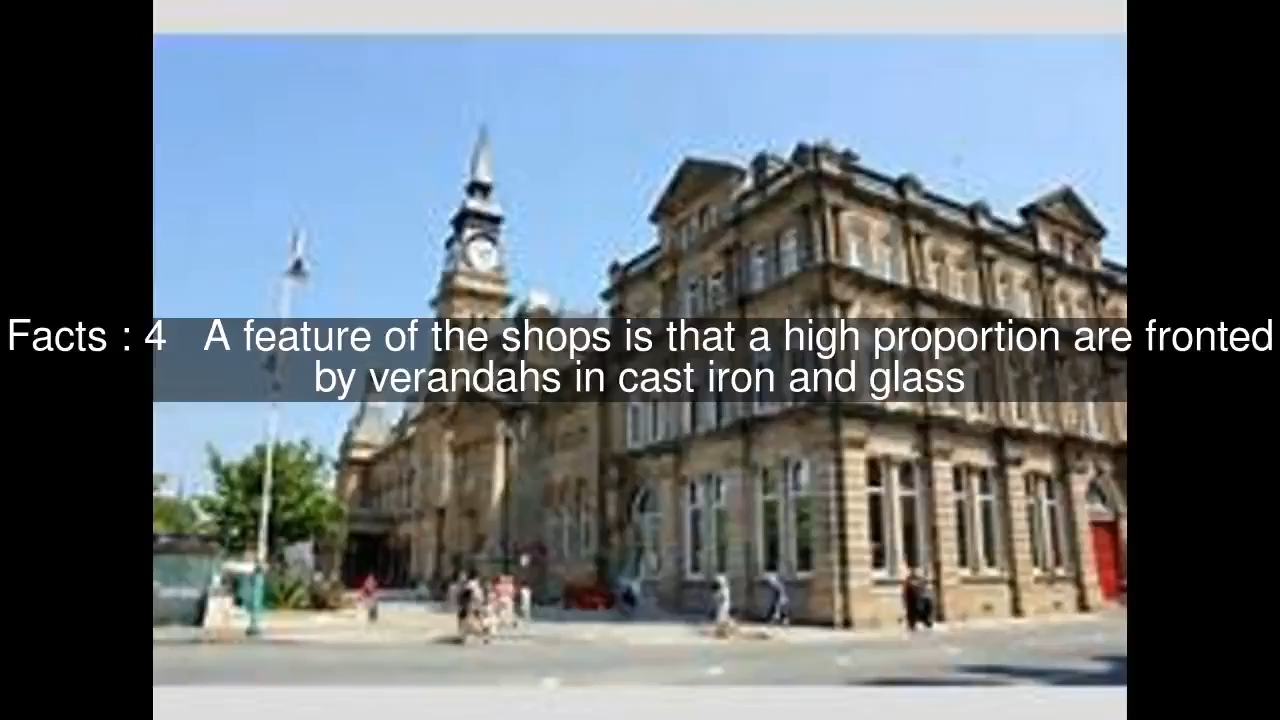 Facts : 4   A feature of the shops is that a high proportion are fronted
by verandahs in cast iron and glass